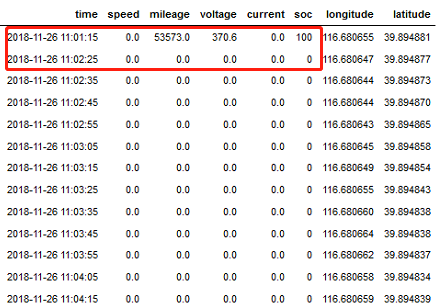 time speed mileage voltage current soc longitude latitude
2018-11-26 11:01:15 0.0 53573.0 370.6 0.0 100 116.680655 39.894881
2018-11-26 11:02:25 0.0 0.0 0.0 0.0 0 116.680647 39.894877
2018-11-26 11:02:35 0.0 0.0 0.0 0.0 0 116.680644 39.894873
2018-11-26 11:02:45 0.0 0.0 0.0 0.0 0 116.680644 39.894870
2018-11-26 11:02:55 0.0 0.0 0.0 0.0 0 116.680643 39.894865
2018-11-26 11:03:05 0.0 0.0 0.0 0.0 0 116.680645 39.894858
2018-11-26 11:03:15 0.0 0.0 0.0 0.0 0 116.680649 39.894854
2018-11-26 11:03:25 0.0 0.0 0.0 0.0 0 116.680655 39.894843
2018-11-26 11:03:35 0.0 0.0 0.0 0.0 0 116.680660 39.894838
2018-11-26 11:03:45 0.0 0.0 0.0 0.0 0 116.680664 39.894838
2018-11-26 11:03:55 0.0 0.0 0.0 0.0 0 116.680662 39.894837
2018-11-26 11:04:05 0.0 0.0 0.0 0.0 0 116.680658 39.894834
2018-11-26 11:04:15 0.0 0.0 0.0 0.0 0 116.680659 39.894839